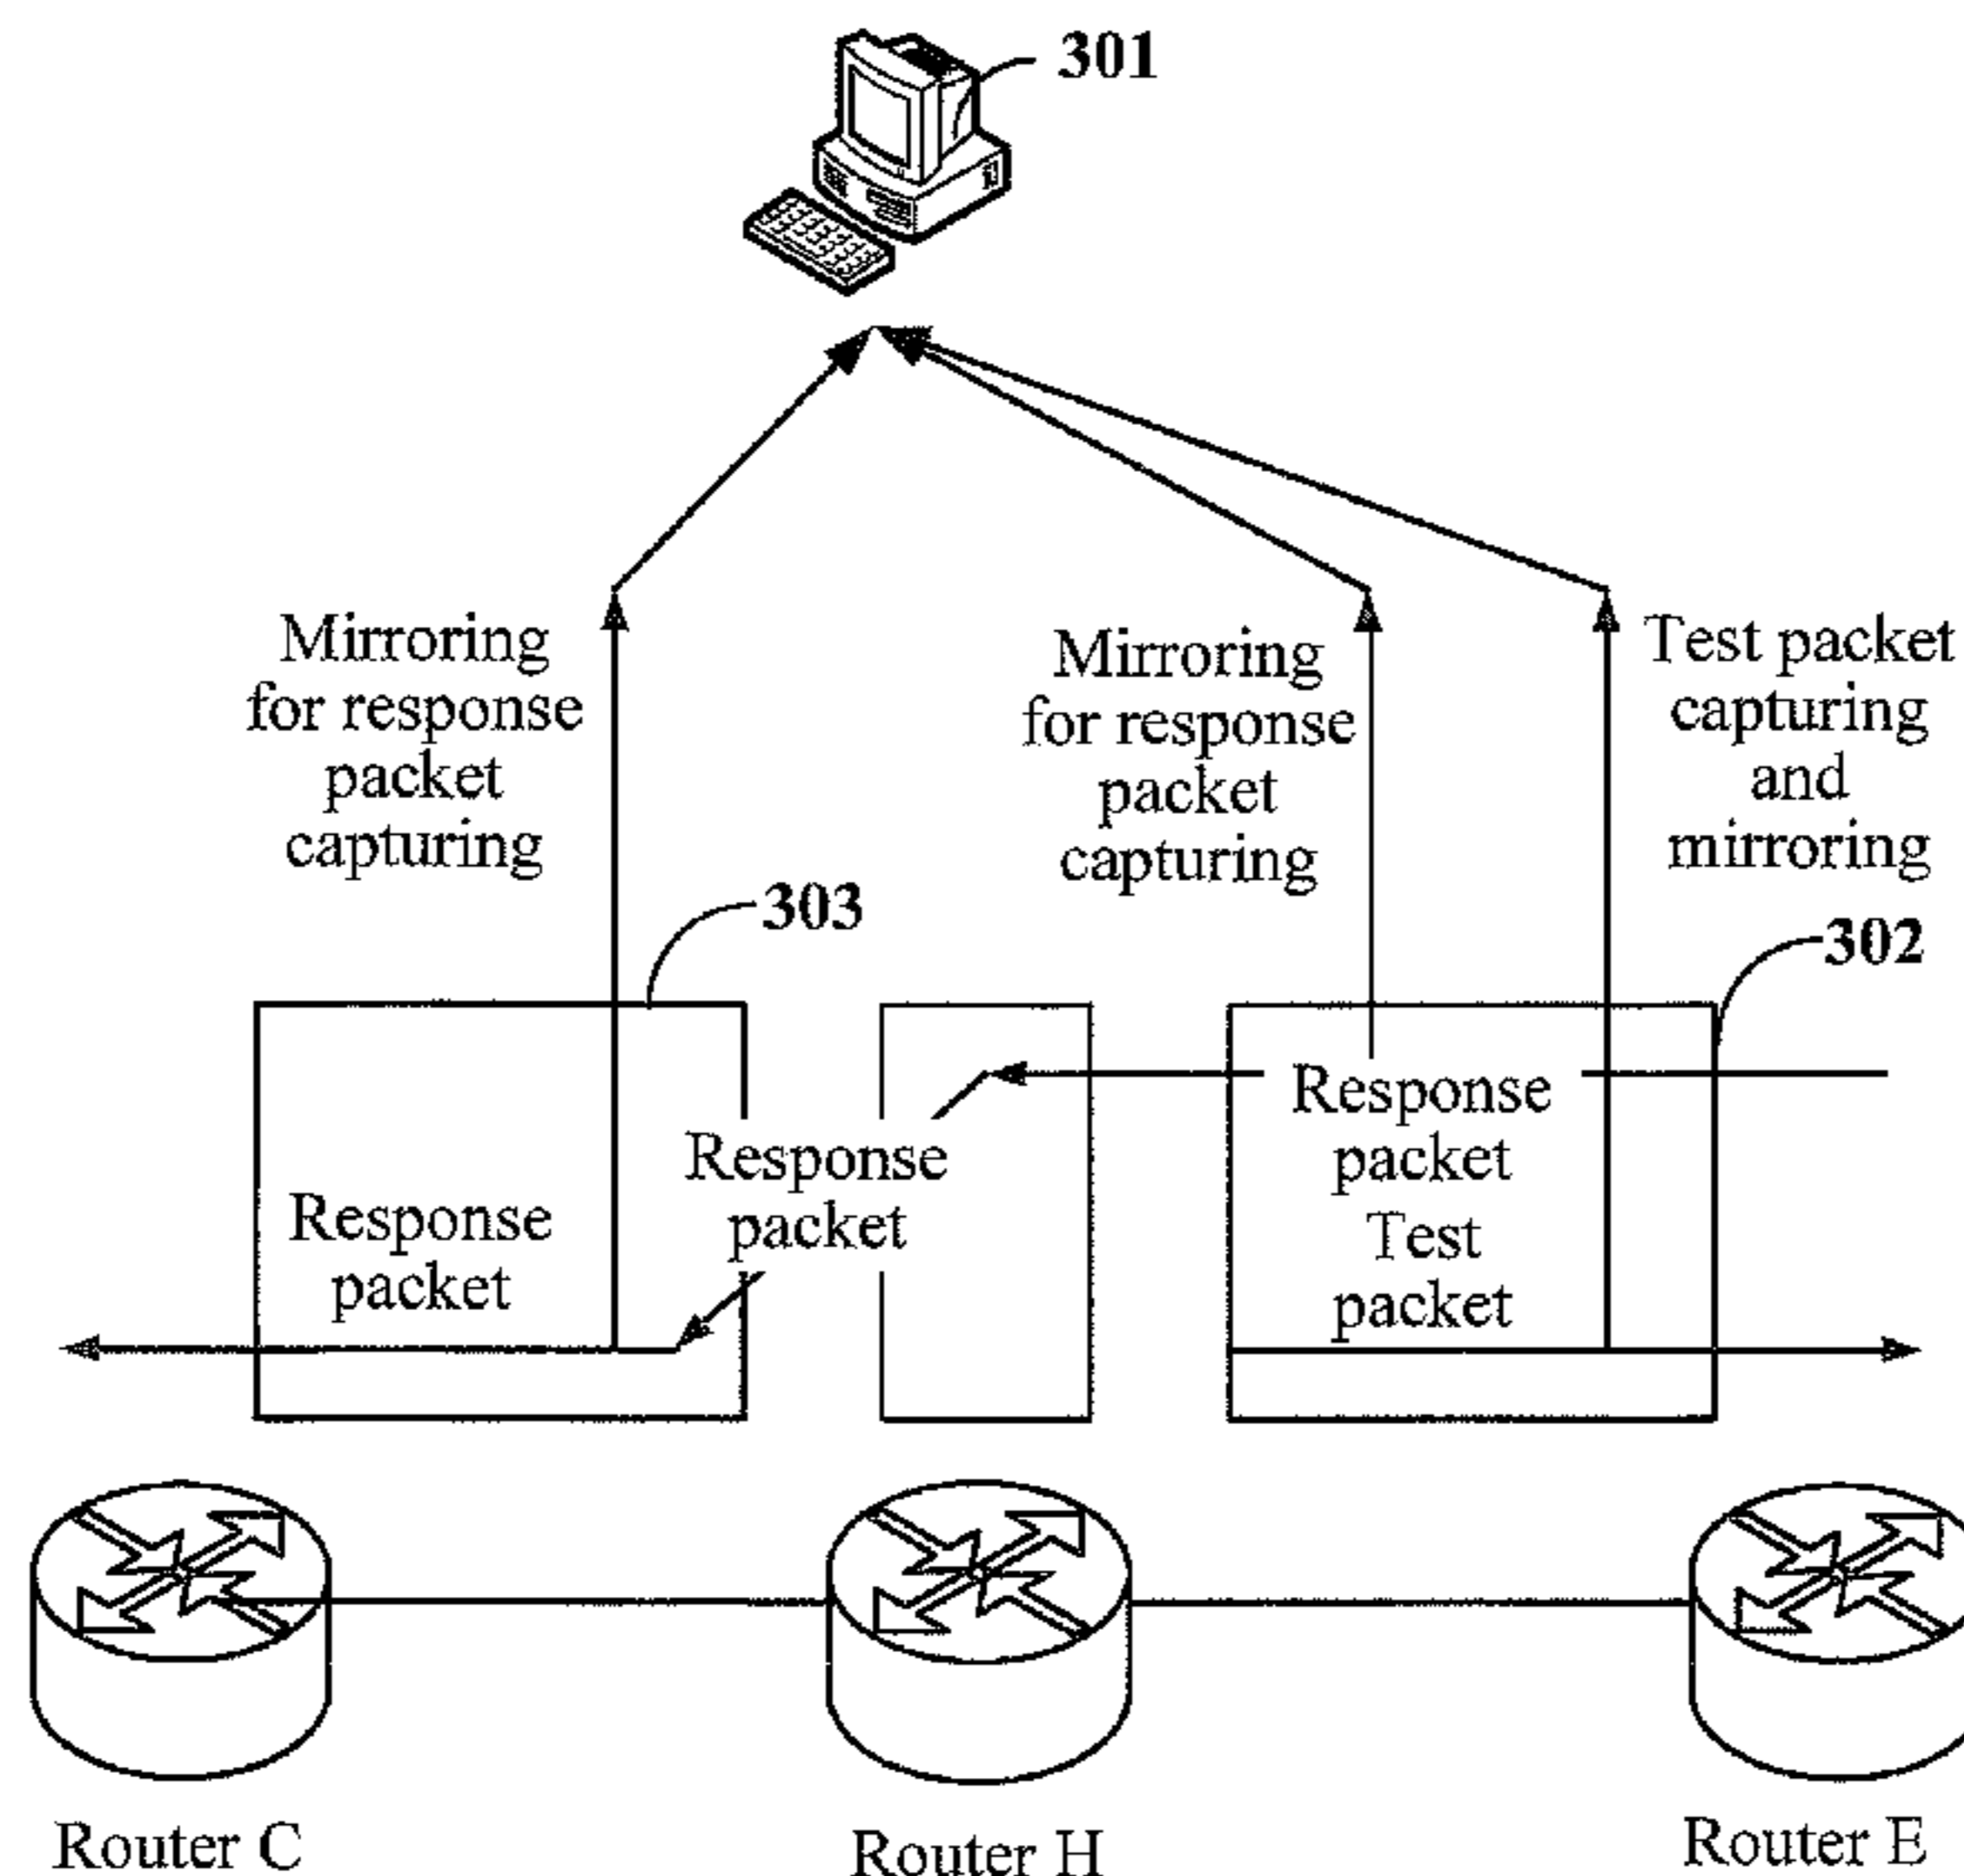 301
Mirroring
for response
packet
capturing
Mirroring
for response
packet
capturing
Test packet
capturing
and
mirroring
303
302
Response
packet
Response
packet
Response
packet
Test
packet
Router C
Router H
Router E